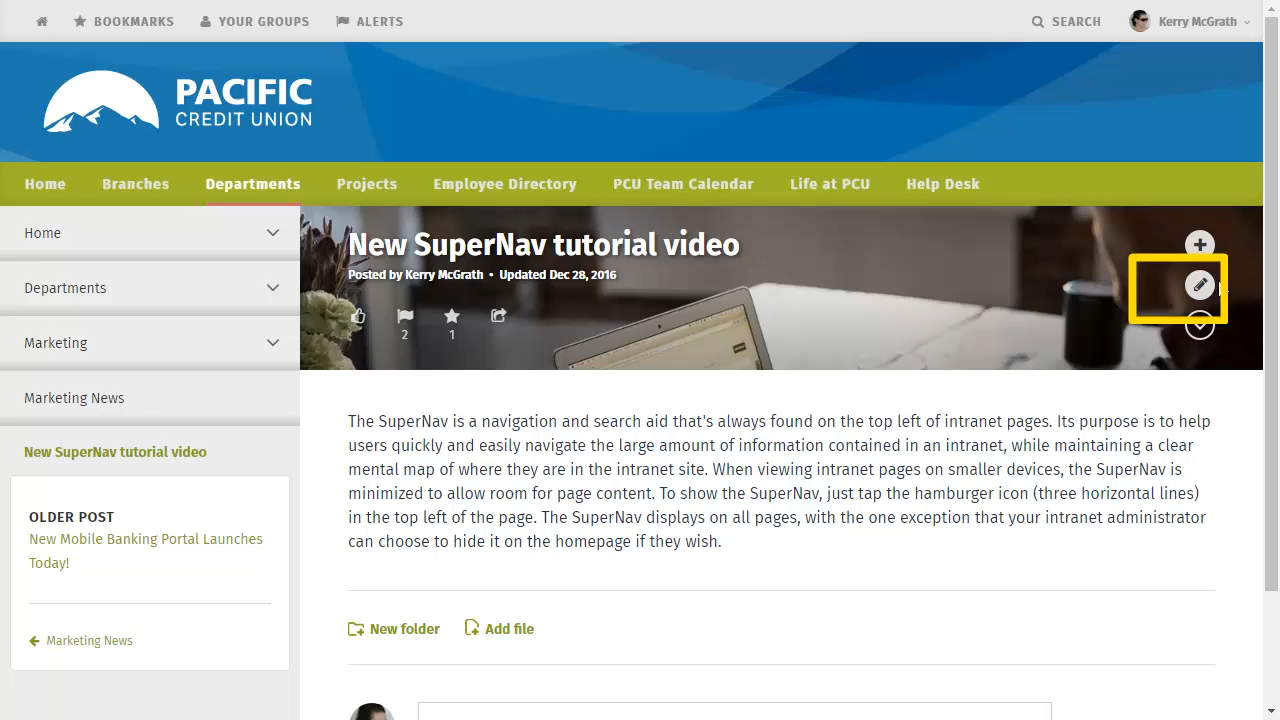 BOOKMARKS YOUR GROUPS ALERTS SEARCH Kerry McGrath
PACIFIC
CREDIT UNION
Home Branches Departments Projects Employee Directory PCU Team Calendar Life at PCU Help Desk
Home
Departments
Marketing
Marketing News
New SuperNav tutorial video
OLDER POST
New Mobile Banking Portal Launches
Today!
Marketing News
New SuperNav tutorial video
Posted by Kerry McGrath • Updated Dec 28, 2016
2 1
The SuperNav is a navigation and search aid that's always found on the top left of intranet pages. Its purpose is to help
users quickly and easily navigate the large amount of information contained in an intranet, while maintaining a clear
mental map of where they are in the intranet site. When viewing intranet pages on smaller devices, the SuperNav is
minimized to allow room for page content. To show the SuperNav, just tap the hamburger icon (three horizontal lines)
in the top left of the page. The SuperNav displays on all pages, with the one exception that your intranet administrator
can choose to hide it on the homepage if they wish.
New folder Add file